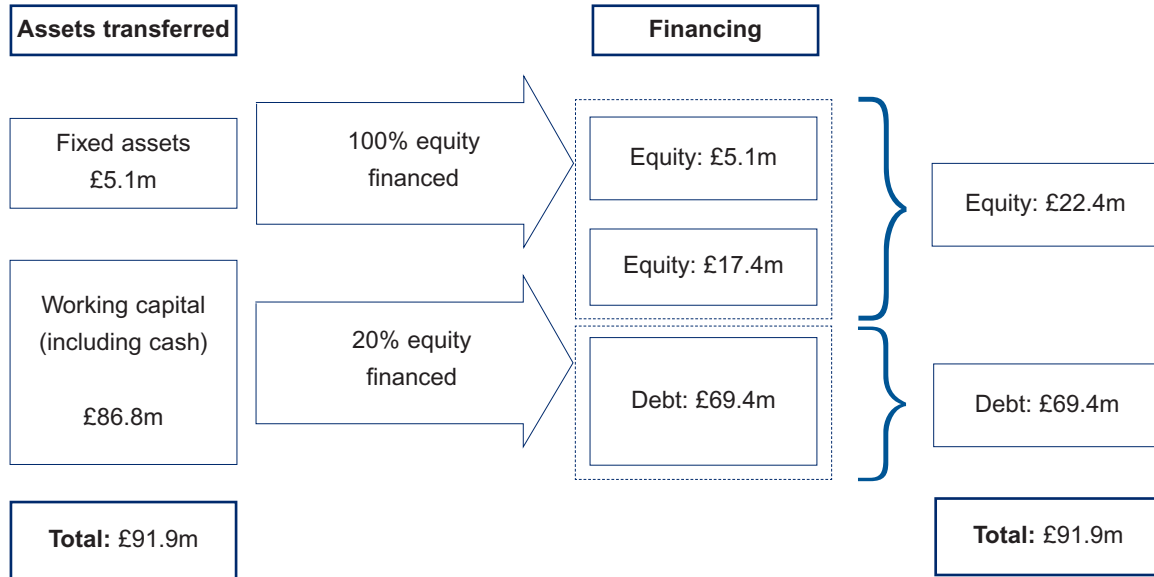 Assets transferred
Financing
Fixed assets
£5.1m
100% equity
financed
Equity: £5.1m
Equity: £17.4m
Equity: £22.4m
Working capital
(including cash)
£86.8m
20% equity
financed
Debt: £69.4m
Debt: £69.4m
Total: £91.9m
Total: £91.9m